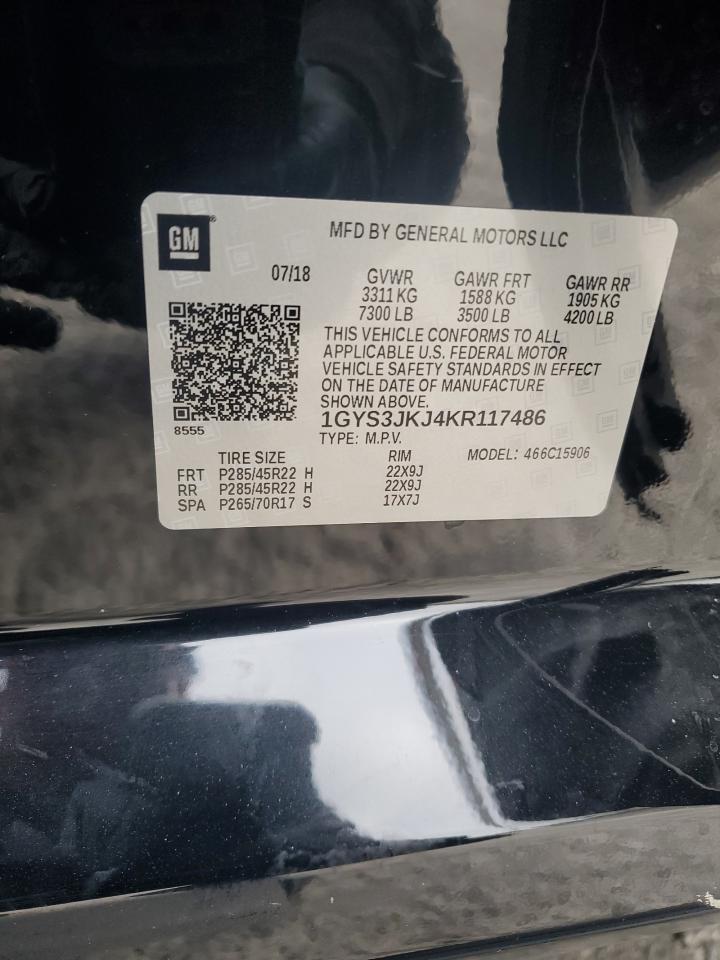 GM®
MFD BY GENERAL MOTORS LLC
07/18 GVWR GAWR FRT GAWR RR
3311 KG 1588 KG 1905 KG
7300 LB 3500 LB 4200 LB
THIS VEHICLE CONFORMS TO ALL
APPLICABLE U.S. FEDERAL MOTOR
VEHICLE SAFETY STANDARDS IN EFFECT
ON THE DATE OF MANUFACTURE
SHOWN ABOVE.
1GYS3JKJ4KR117486
8555
TYPE: M.P.V. MODEL: 466C15906
TIRE SIZE RIM
FRT P285/45R22 H 22X9J
RR P285/45R22 H 22X9J
SPA P265/70R17 S 17X7J